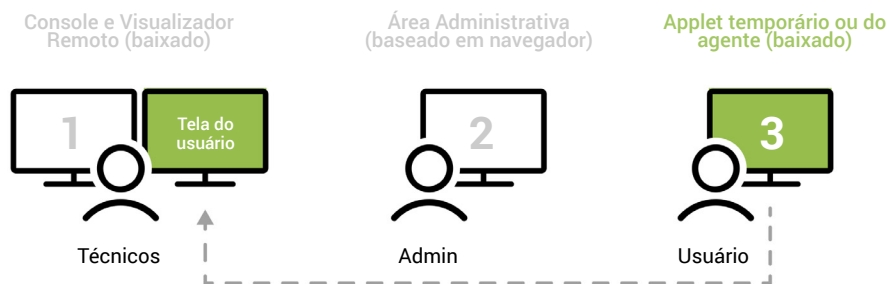 Console e Visualizador
Remoto (baixado)
Área Administrativa
(baseado em navegador)
Applet temporário ou do
agente (baixado)
1
Tela do
usuário
2
3
Técnicos
Admin
Usuário